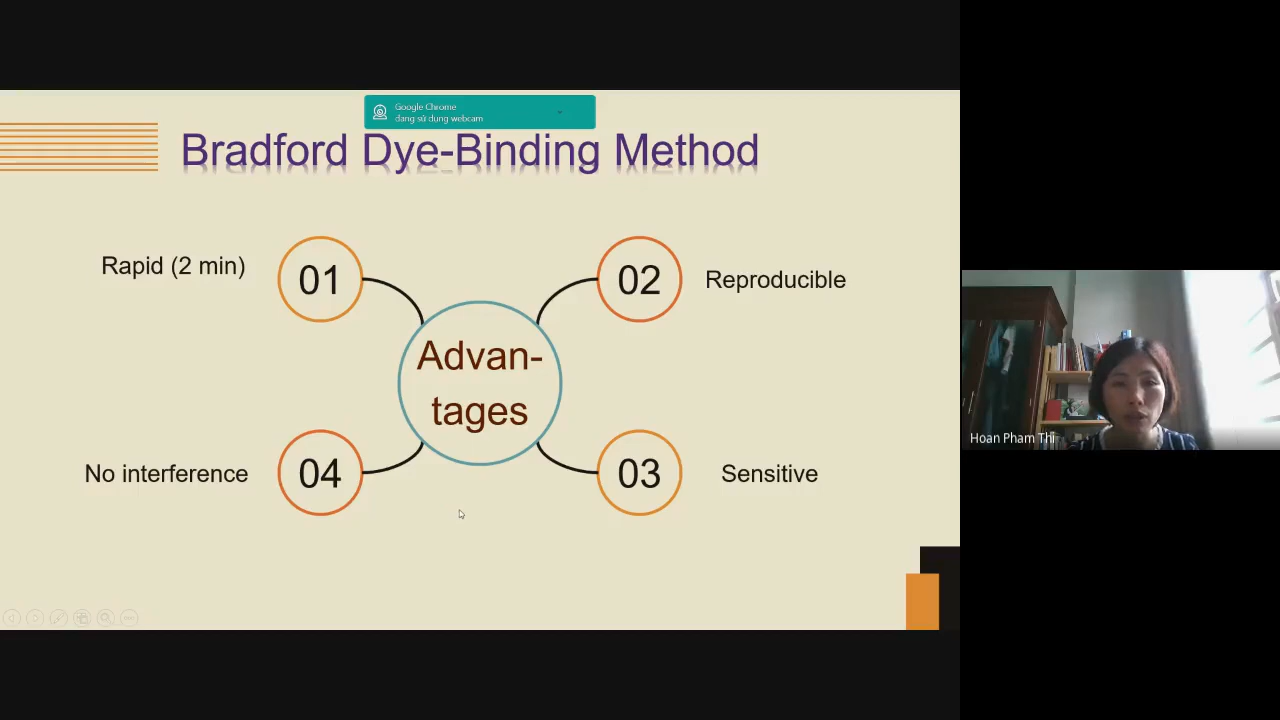 Google Chrome
đang sử dụng webcam
Bradford Dye-Binding Method
Rapid (2 min)
01
02
Reproducible
Advan-
tages
No interference
04
03
Sensitive
Hoan Pham Thi